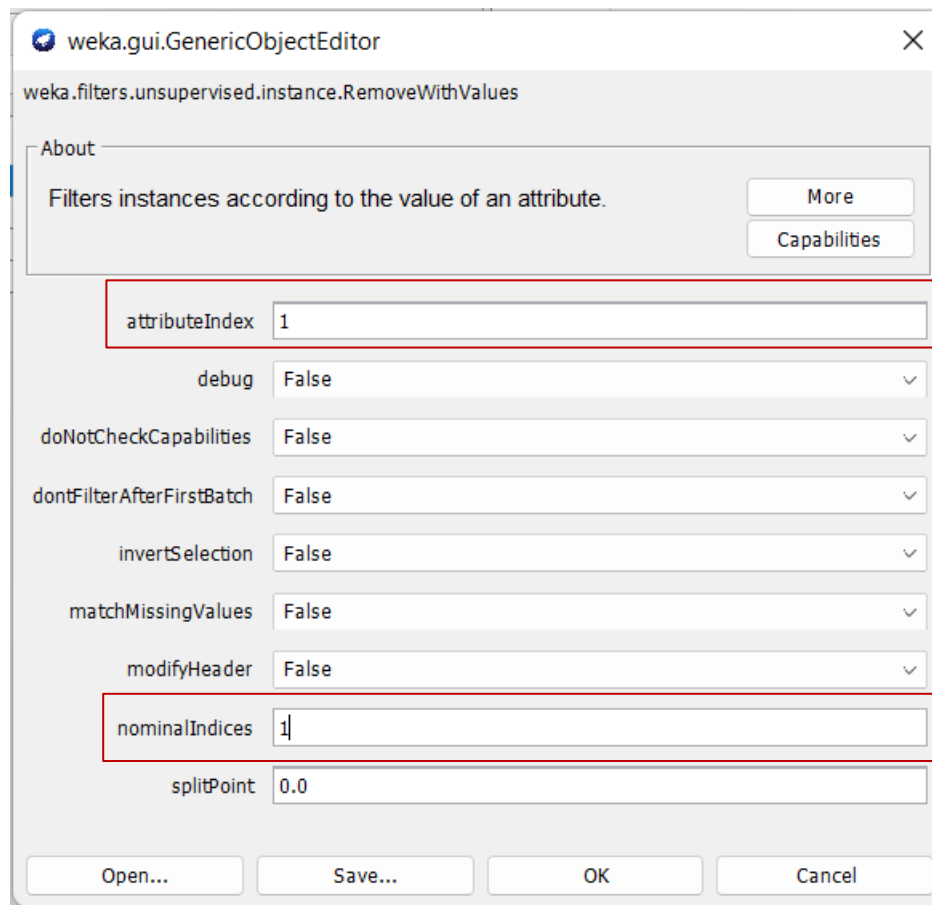 weka.gui.GenericObjectEditor
weka.filters.unsupervised.instance.RemoveWithValues
About
Filters instances according to the value of an attribute.
More
Capabilities
attributeIndex 1
debug False
doNotCheckCapabilities False
dontFilterAfterFirstBatch False
invertSelection False
matchMissingValues False
modifyHeader False
nominalIndices 1
splitPoint 0.0
Open... Save... OK Cancel